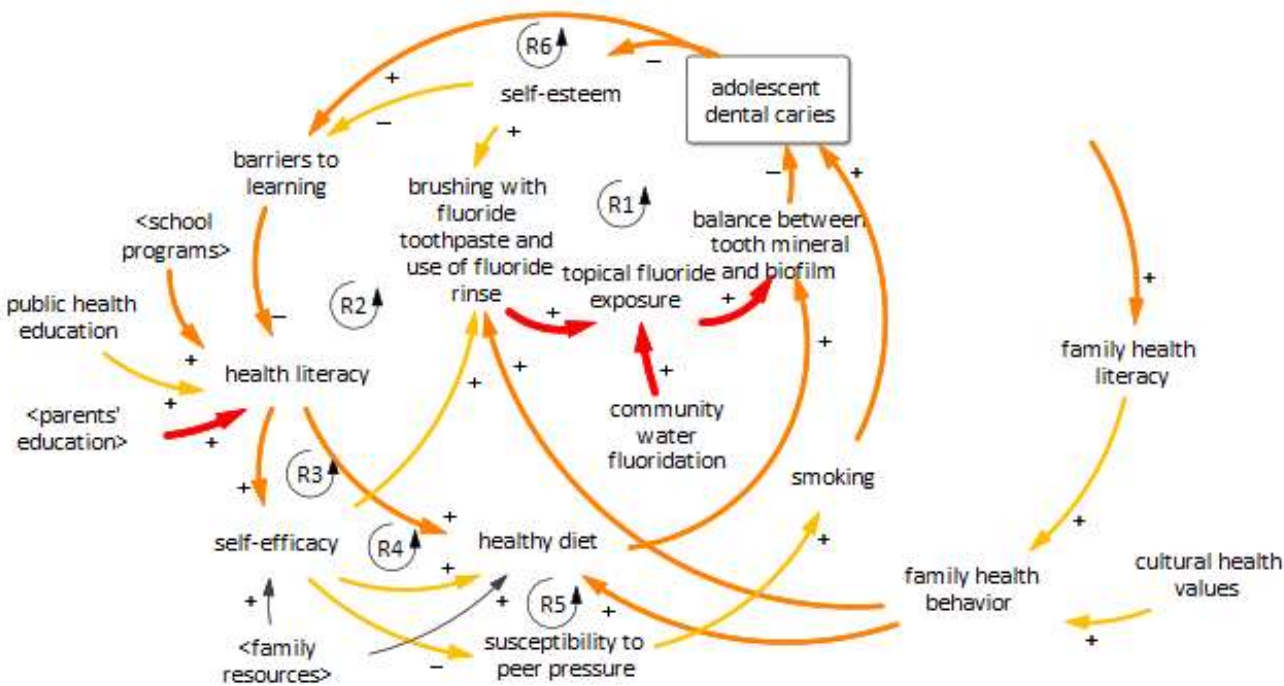 R6
+
–
self-esteem
adolescent
dental caries
–
+
barriers to
learning
brushing with
fluoride
toothpaste and
use of fluoride
rinse
R1
–
+
balance between
tooth mineral
and biofilm
<school
programs>
topical fluoride
exposure
public health
education
R2
–
+
+
+
+
family health
literacy
health literacy
+
+
+
+
+
<parents'
education>
+
community
water
fluoridation
R3
smoking
+
+
+
self-efficacy
R4
healthy diet
+
+
family health
behavior
cultural health
values
+
+
+
R5
+
+
<family
resources>
–
susceptibility to
peer pressure